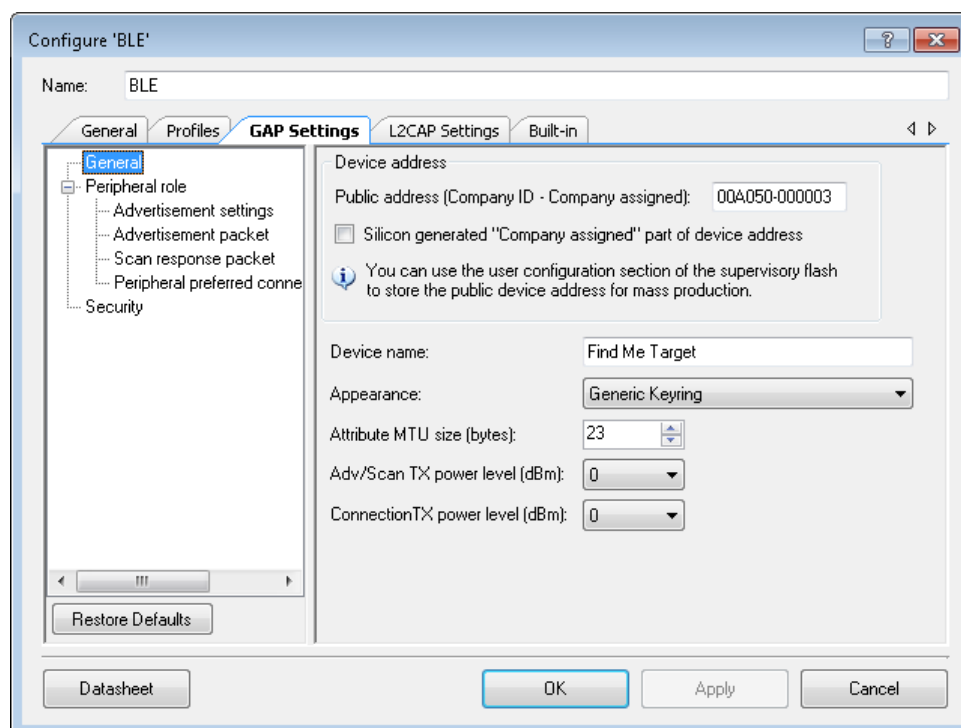 Configure 'BLE'
Name: BLE
General Profiles GAP Settings L2CAP Settings Built-in
General
Peripheral role
Advertisement settings
Advertisement packet
Scan response packet
Peripheral preferred conne
Security
Restore Defaults
Device address
Public address (Company ID - Company assigned): 00A050-000003
Silicon generated "Company assigned" part of device address
You can use the user configuration section of the supervisory flash
to store the public device address for mass production.
Device name: Find Me Target
Appearance: Generic Keyring
Attribute MTU size (bytes): 23
Adv/Scan TX power level (dBm): 0
ConnectionTX power level (dBm): 0
Datasheet OK Apply Cancel